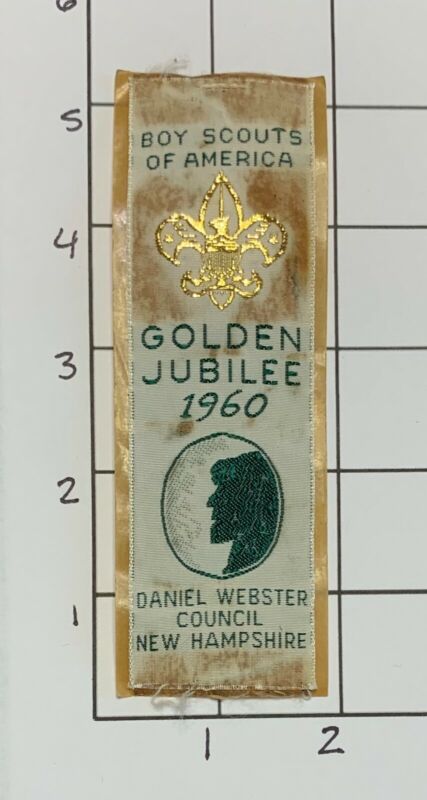 6
5
BOY SCOUTS
OF AMERICA
4
GOLDEN
3
JUBILEE
1960
2
DANIEL WEBSTER
1
COUNCIL
NEW HAMPSHIRE
1 2